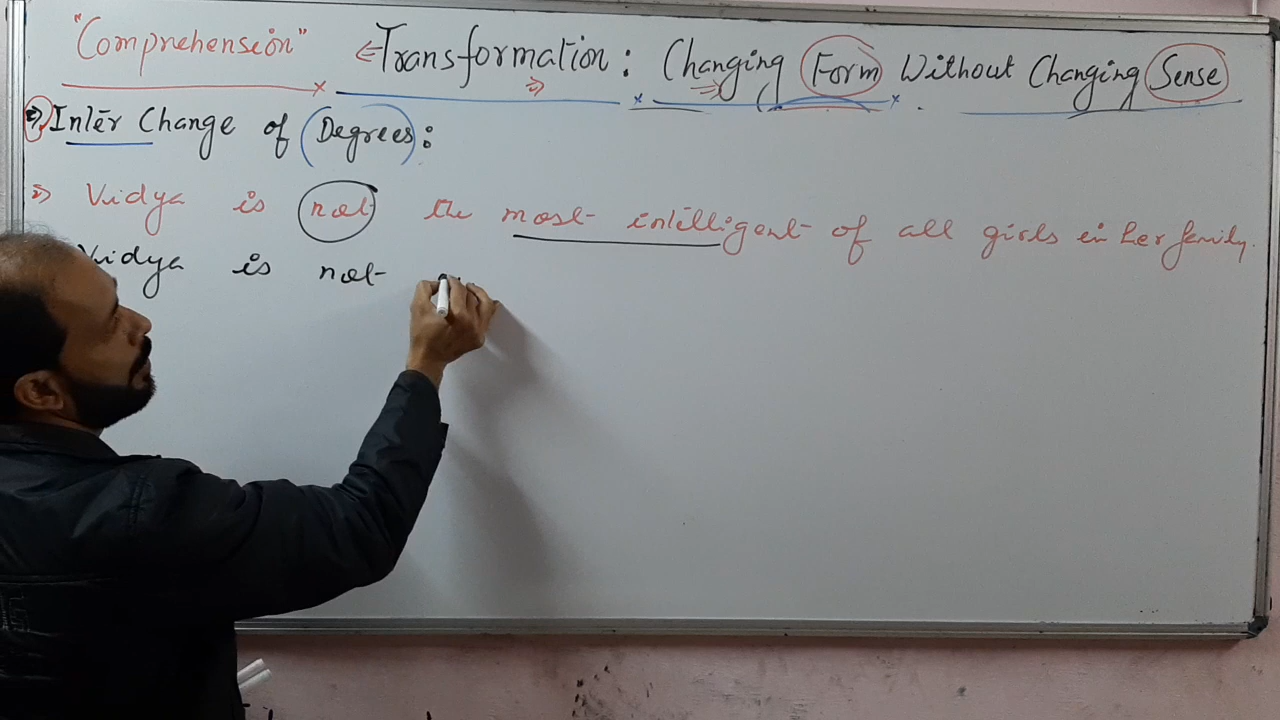 "Comprehension" Transformation : Changing Form Without Changing Sense
Inter Change of Degrees :
Vidya is not the most intelligent of all girls in her family.
Vidya is not